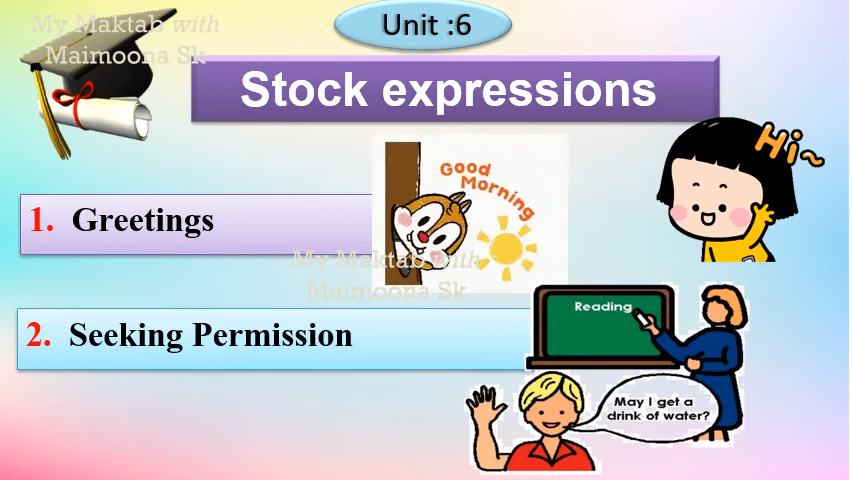 My Maktab with
Maimoona Sk
Unit :6
Stock expressions
Hi~
Good
Morning
1. Greetings
My Maktab with
Maimoona Sk
Reading
2. Seeking Permission
May I get a
drink of water?